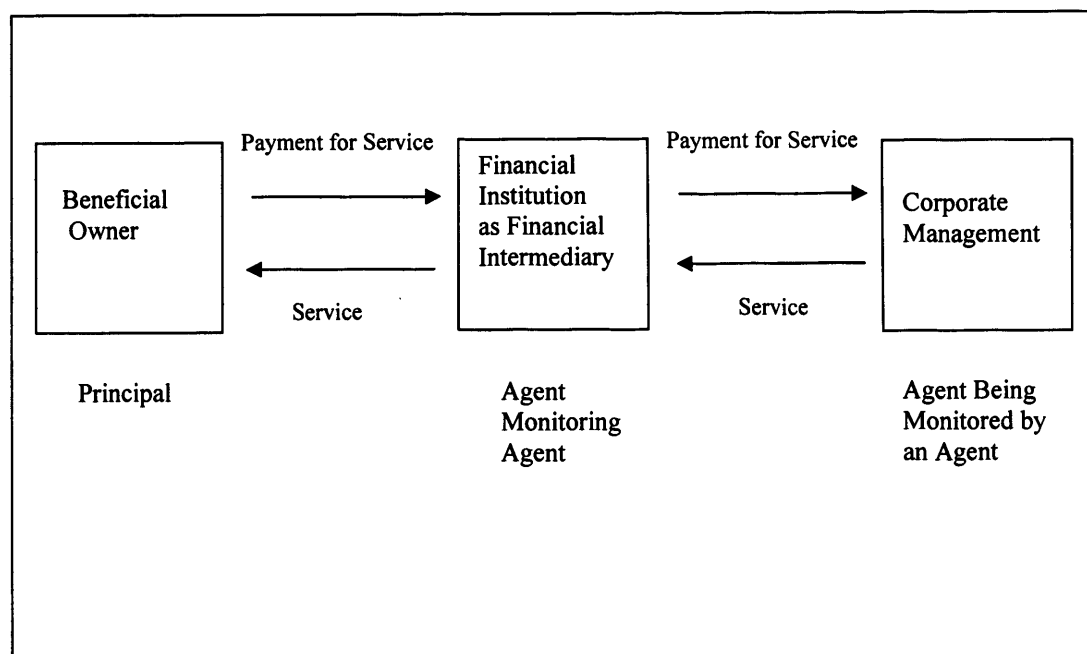 Payment for Service
Payment for Service
Beneficial
Owner
Financial
Institution
as Financial
Intermediary
Corporate
Management
Service
Service
Principal
Agent
Monitoring
Agent
Agent Being
Monitored by
an Agent